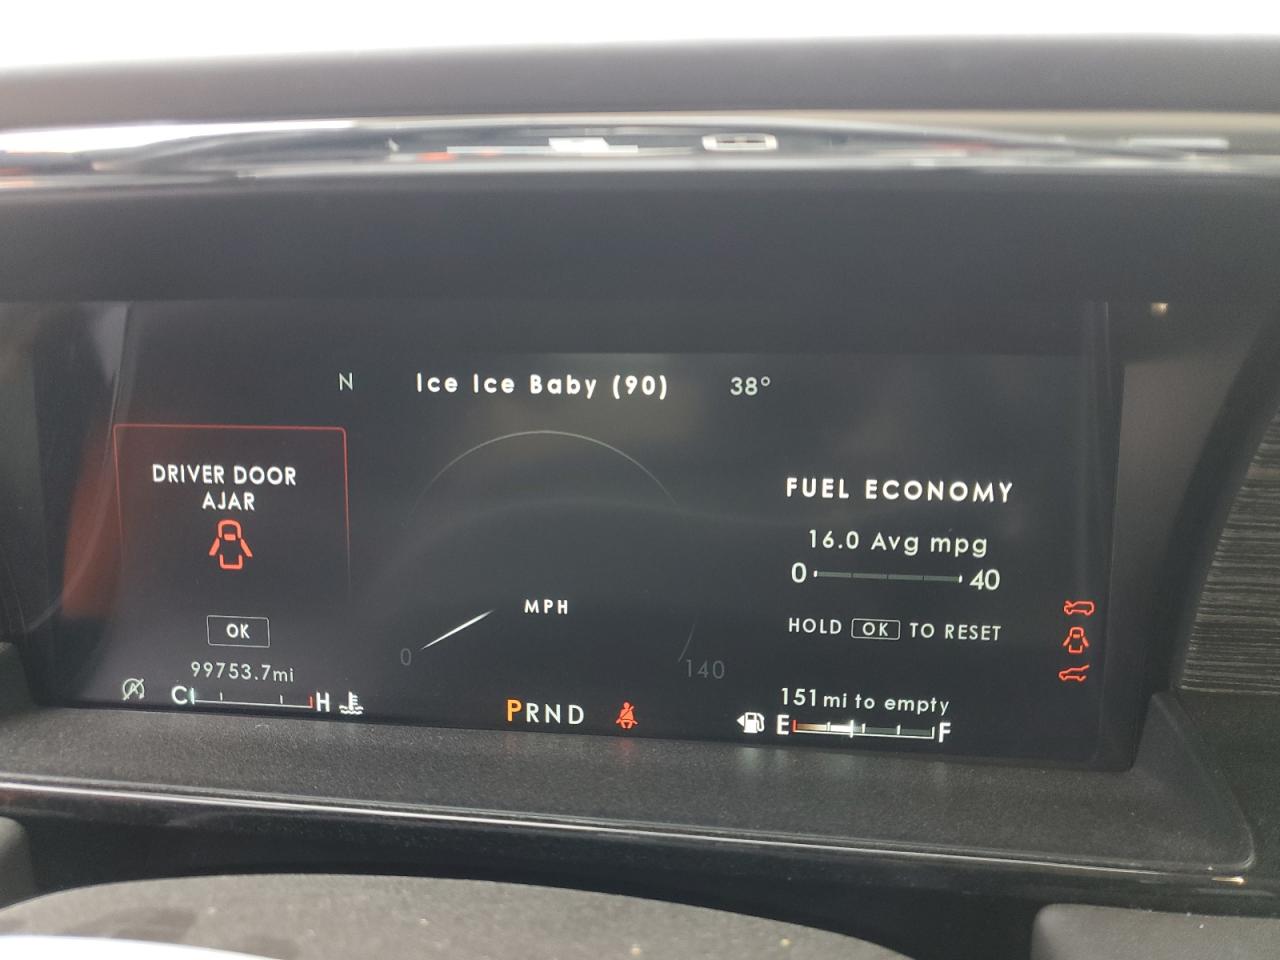 N Ice Ice Baby (90) 38°
DRIVER DOOR
AJAR
OK
99753.7mi
C H
MPH
0
140
PRND
FUEL ECONOMY
16.0 Avg mpg
0 40
HOLD OK TO RESET
151mi to empty
E F